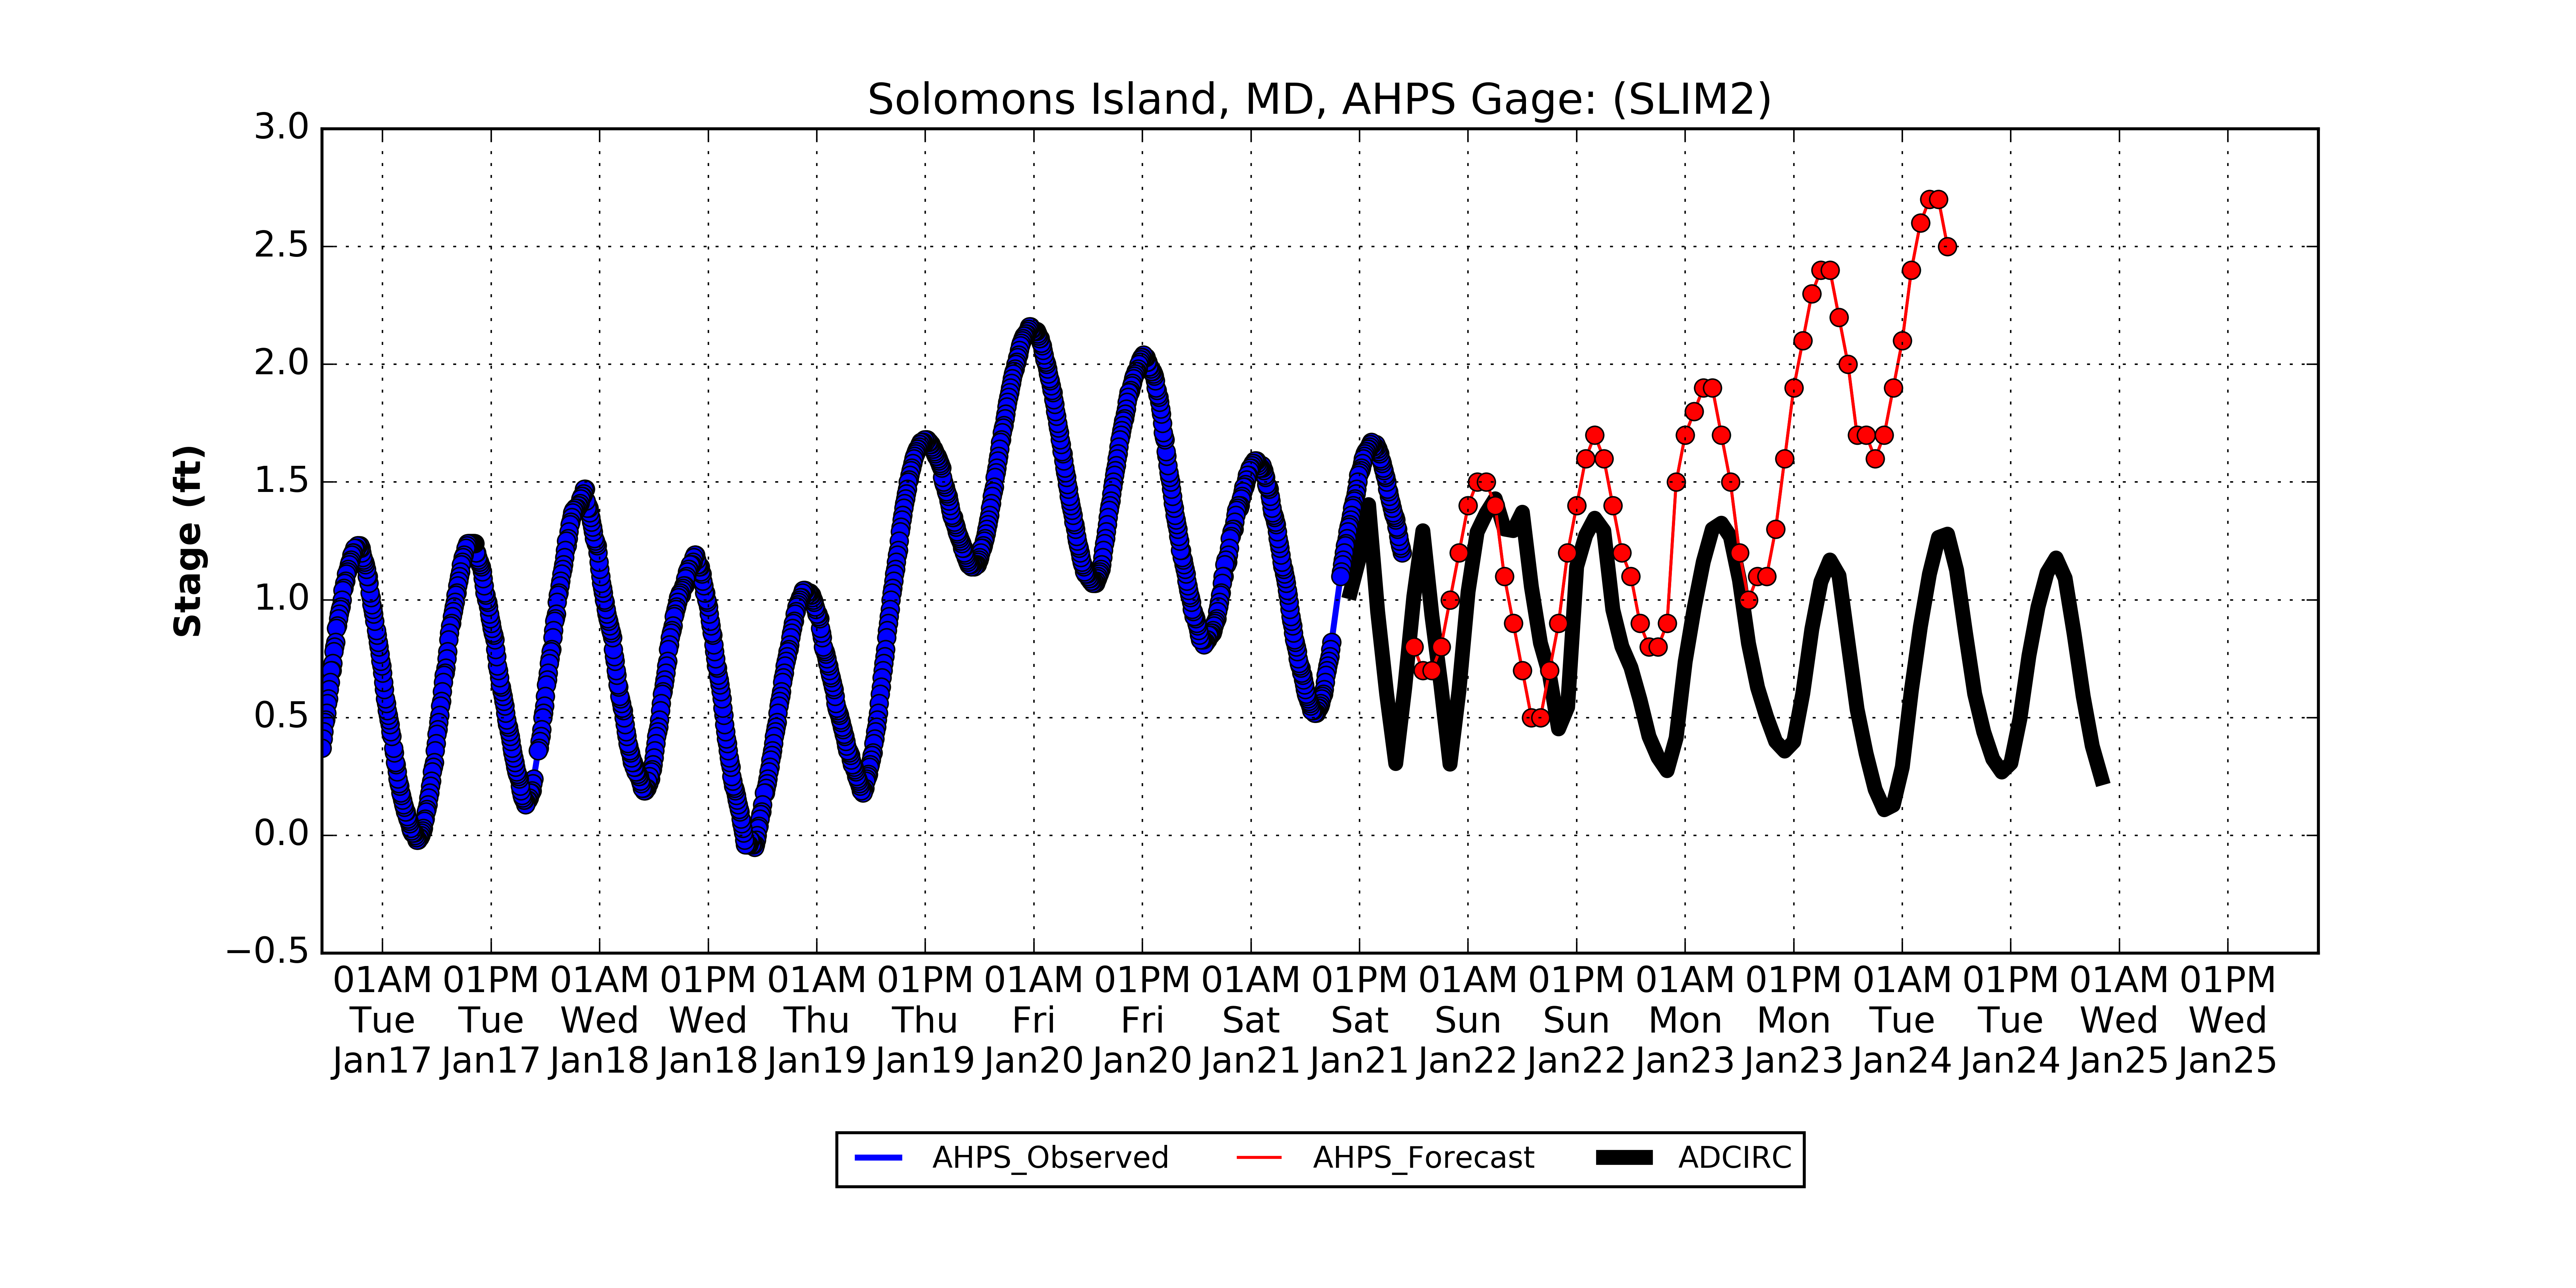 Solomons Island, MD, AHPS Gage: (SLIM2)
3.0
2.5
2.0
1.5
1.0
0.5
0.0
−0.5
Stage (ft)
01AM 01PM 01AM 01PM 01AM 01PM 01AM 01PM 01AM 01PM 01AM 01PM 01AM 01PM 01AM 01PM 01AM 01PM
Tue Tue Wed Wed Thu Thu Fri Fri Sat Sat Sun Sun Mon Mon Tue Tue Wed Wed
Jan17 Jan17 Jan18 Jan18 Jan19 Jan19 Jan20 Jan20 Jan21 Jan21 Jan22 Jan22 Jan23 Jan23 Jan24 Jan24 Jan25 Jan25
AHPS_Observed AHPS_Forecast ADCIRC